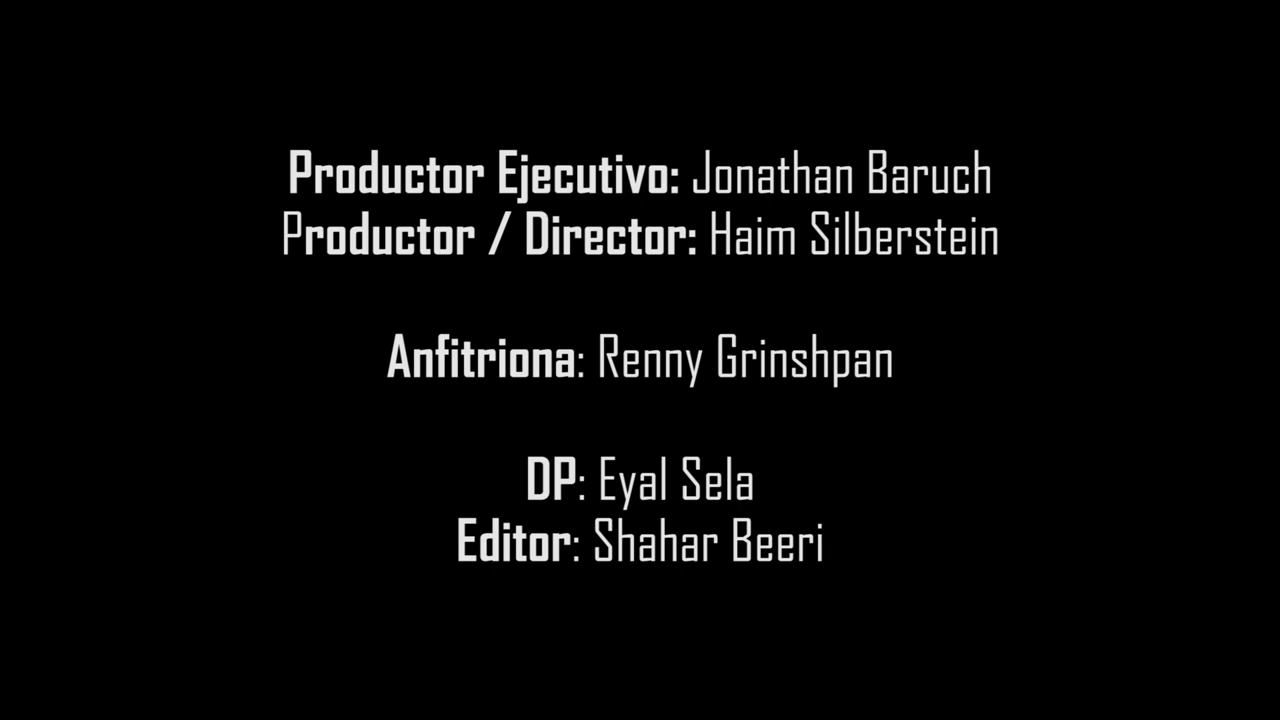 Productor Ejecutivo: Jonathan Baruch
Productor / Director: Haim Silberstein
Anfitriona: Renny Grinshpan
DP: Eyal Sela
Editor: Shahar Beeri